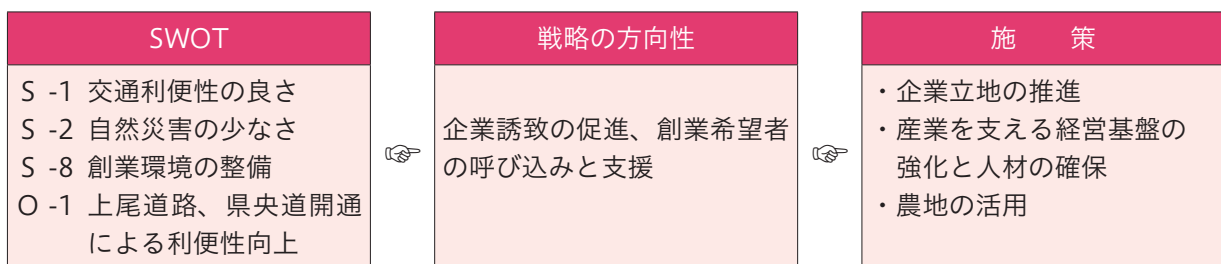 SWOT
S -1 交通利便性の良さ
S -2 自然災害の少なさ
S -8 創業環境の整備
O -1 上尾道路、県央道開通
による利便性向上
☞
戦略の方向性
企業誘致の促進、創業希望者
の呼び込みと支援
☞
施　策
・企業立地の推進
・産業を支える経営基盤の
強化と人材の確保
・農地の活用